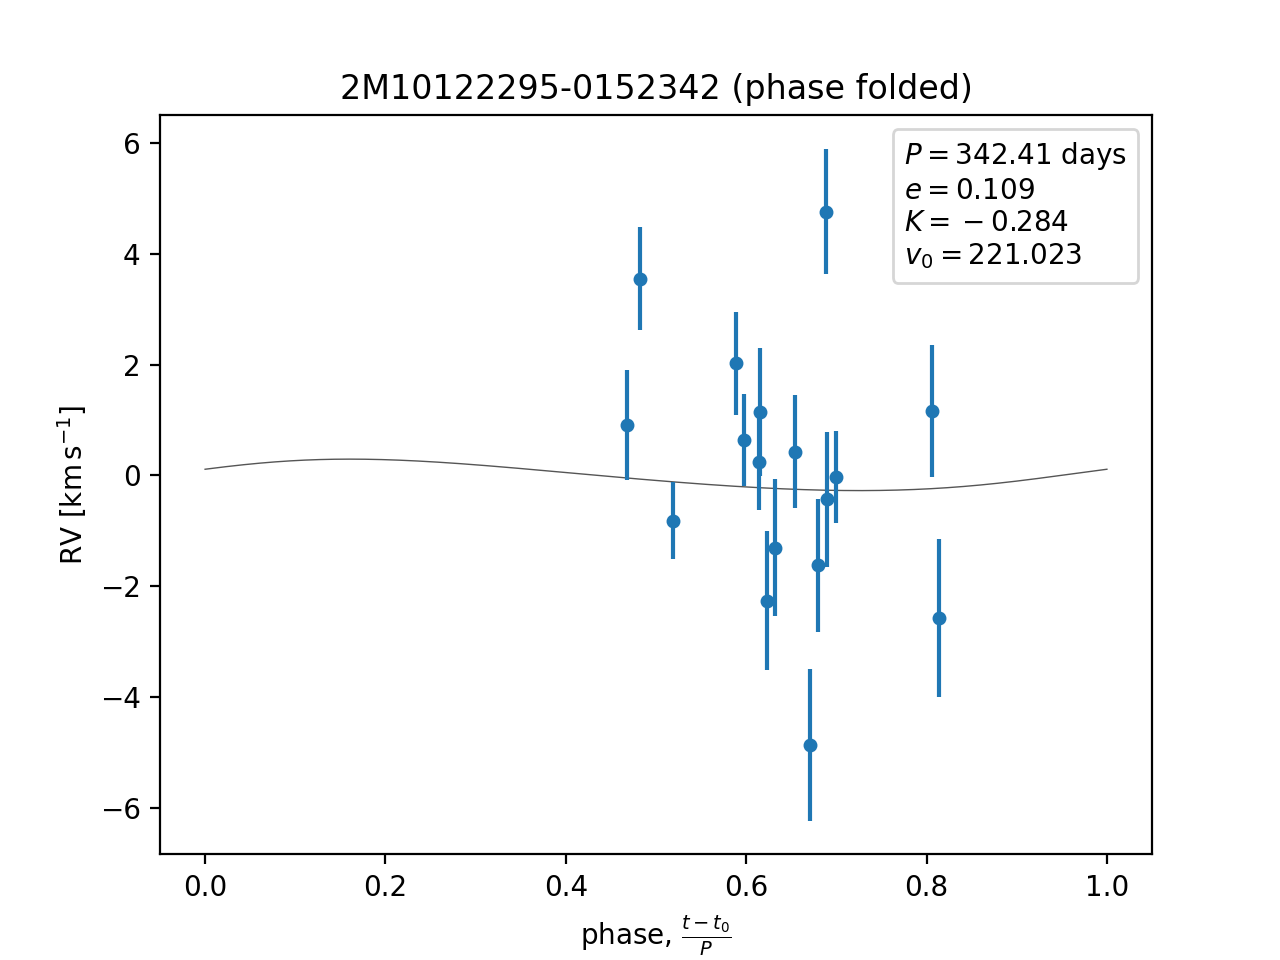 2M10122295-0152342 (phase folded)
P = 342.41 days
e = 0.109
K = −0.284
v₀ = 221.023
RV [km s⁻¹]
6
4
2
0
−2
−4
−6
0.0 0.2 0.4 0.6 0.8 1.0
phase, (t − t₀)/P